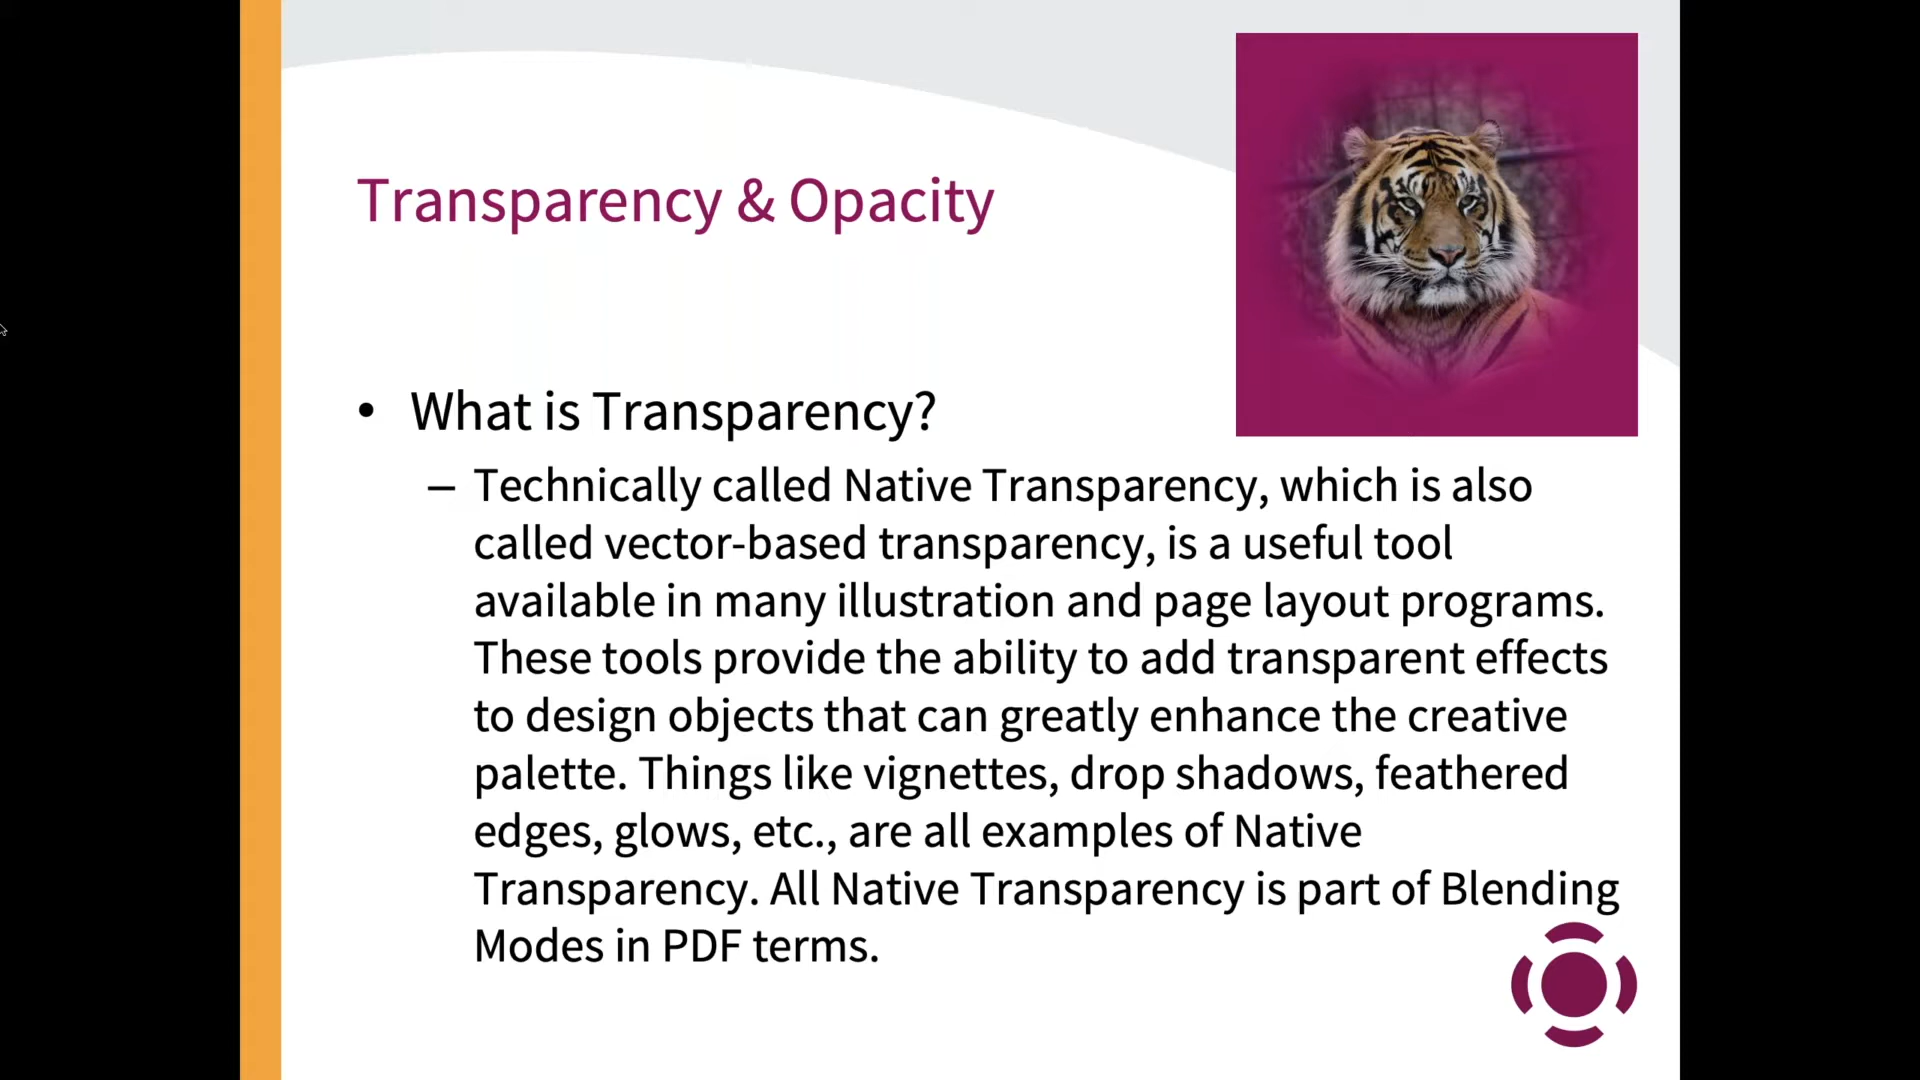 Transparency & Opacity
• What is Transparency?
– Technically called Native Transparency, which is also
called vector-based transparency, is a useful tool
available in many illustration and page layout programs.
These tools provide the ability to add transparent effects
to design objects that can greatly enhance the creative
palette. Things like vignettes, drop shadows, feathered
edges, glows, etc., are all examples of Native
Transparency. All Native Transparency is part of Blending
Modes in PDF terms.